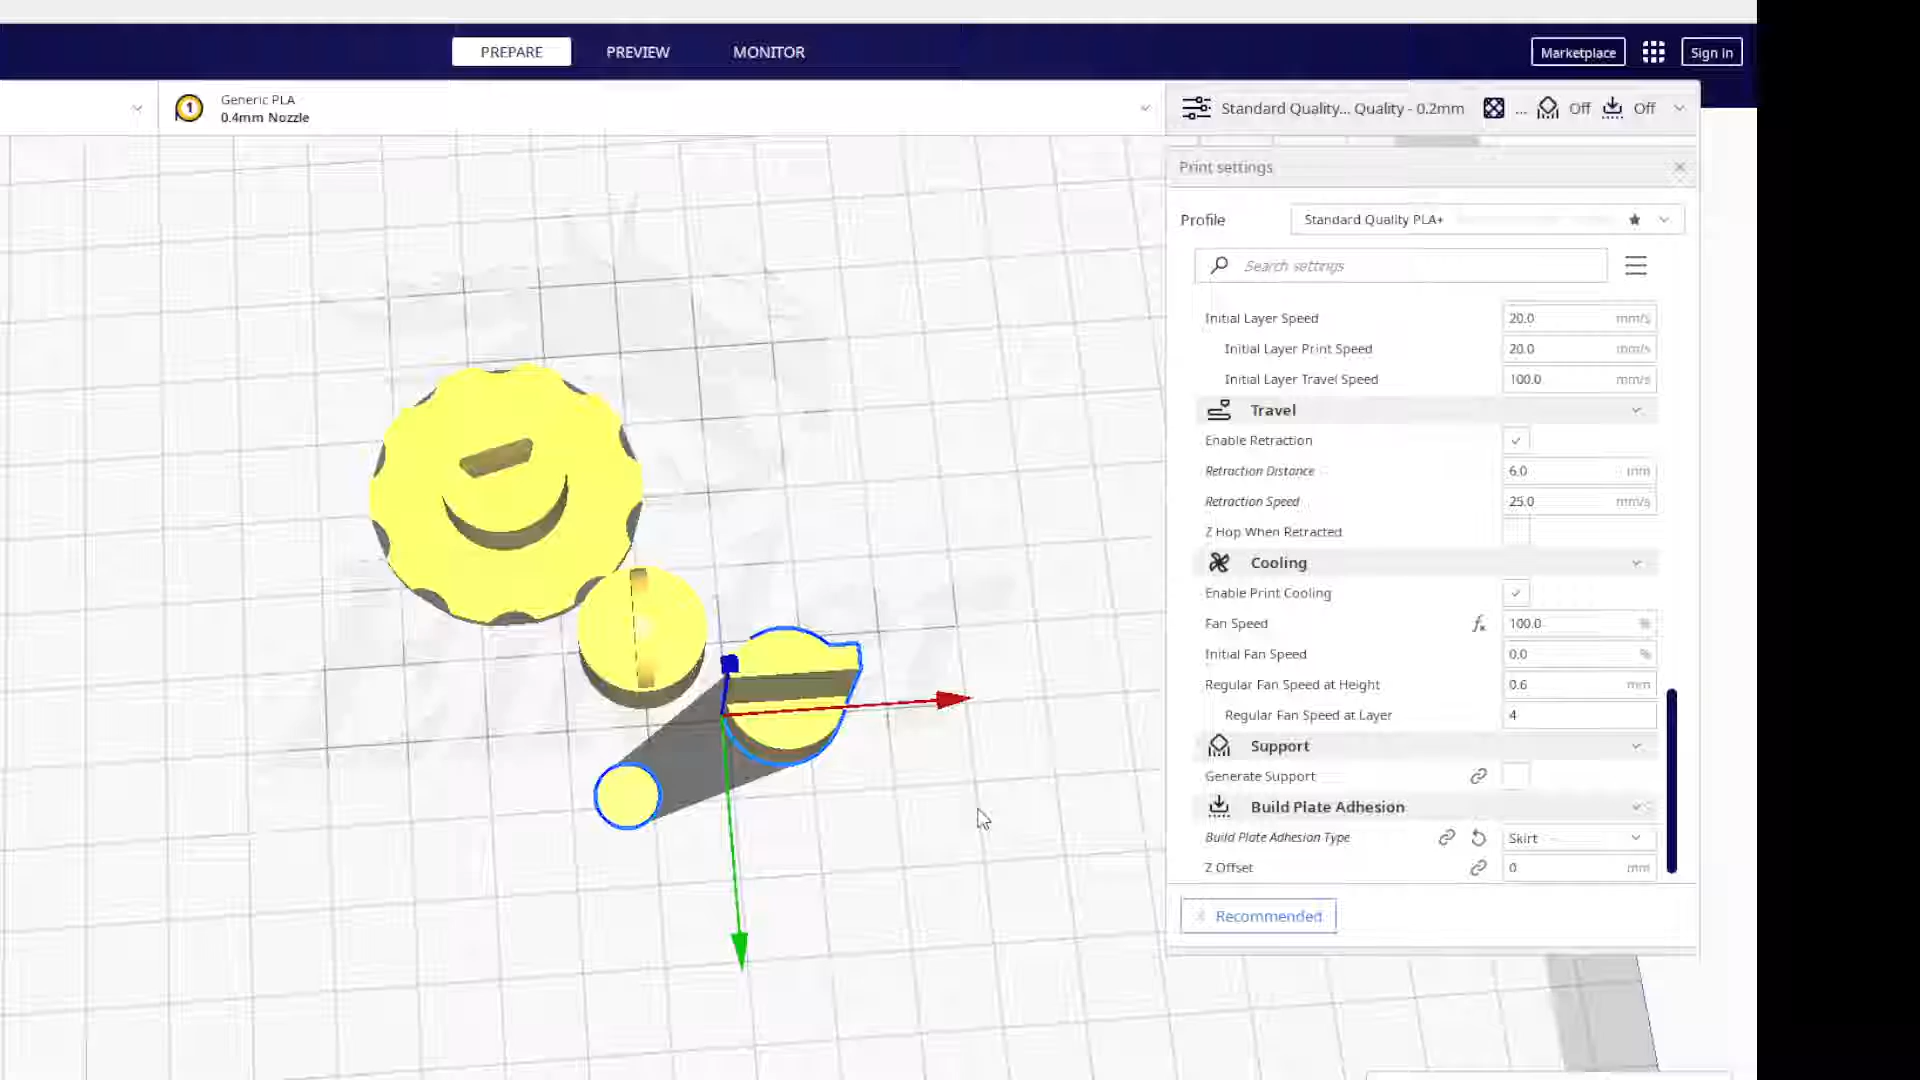 PREPARE
PREVIEW
MONITOR
Marketplace
Sign in
1
Generic PLA
0.4mm Nozzle
Standard Quality... Quality - 0.2mm
...
Off
Off
Print settings
Profile
Standard Quality PLA+
Search settings
Initial Layer Speed
20.0 mm/s
Initial Layer Print Speed
20.0 mm/s
Initial Layer Travel Speed
100.0 mm/s
Travel
Enable Retraction
Retraction Distance
6.0 mm
Retraction Speed
25.0 mm/s
Z Hop When Retracted
Cooling
Enable Print Cooling
Fan Speed
fx
100.0 %
Initial Fan Speed
0.0 %
Regular Fan Speed at Height
0.6 mm
Regular Fan Speed at Layer
4
Support
Generate Support
Build Plate Adhesion
Build Plate Adhesion Type
Skirt
Z Offset
0 mm
Recommended